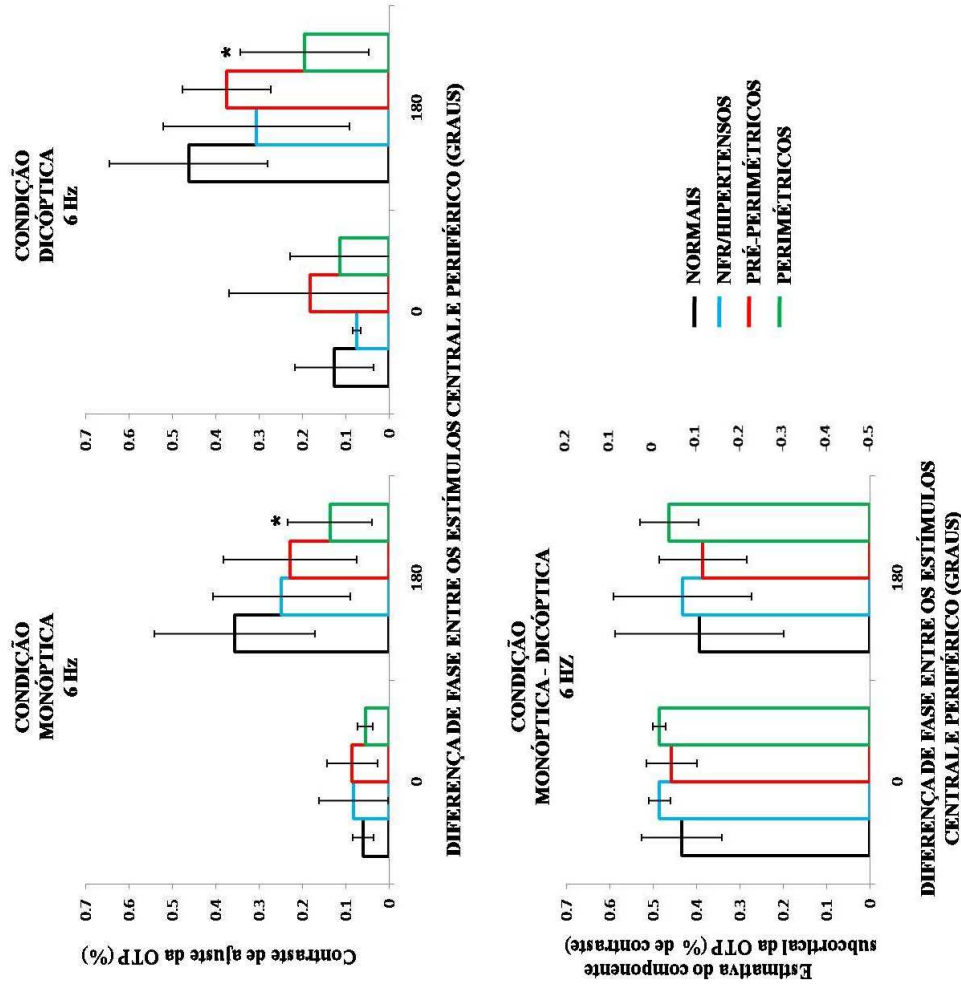 CONDIÇÃO
MONÓPTICA
6 Hz
CONDIÇÃO
DICÓPTICA
6 Hz
Contraste de ajuste da OTP (%)
0.7
0.6
0.5
0.4
0.3
0.2
0.1
0
*
0
180
0.7
0.6
0.5
0.4
0.3
0.2
0.1
0
*
0
180
DIFERENÇA DE FASE ENTRE OS ESTÍMULOS CENTRAL E PERIFÉRICO (GRAUS)
CONDIÇÃO
MONÓPTICA - DICÓPTICA
6 HZ
Estimativa do componente
subcortical da OTP (% de contraste)
0.7
0.6
0.5
0.4
0.3
0.2
0.1
0
0.2
0.1
0
-0.1
-0.2
-0.3
-0.4
-0.5
0
180
DIFERENÇA DE FASE ENTRE OS ESTÍMULOS
CENTRAL E PERIFÉRICO (GRAUS)
NORMAIS
NFR/HIPERTENSOS
PRÉ-PERIMÉTRICOS
PERIMÉTRICOS